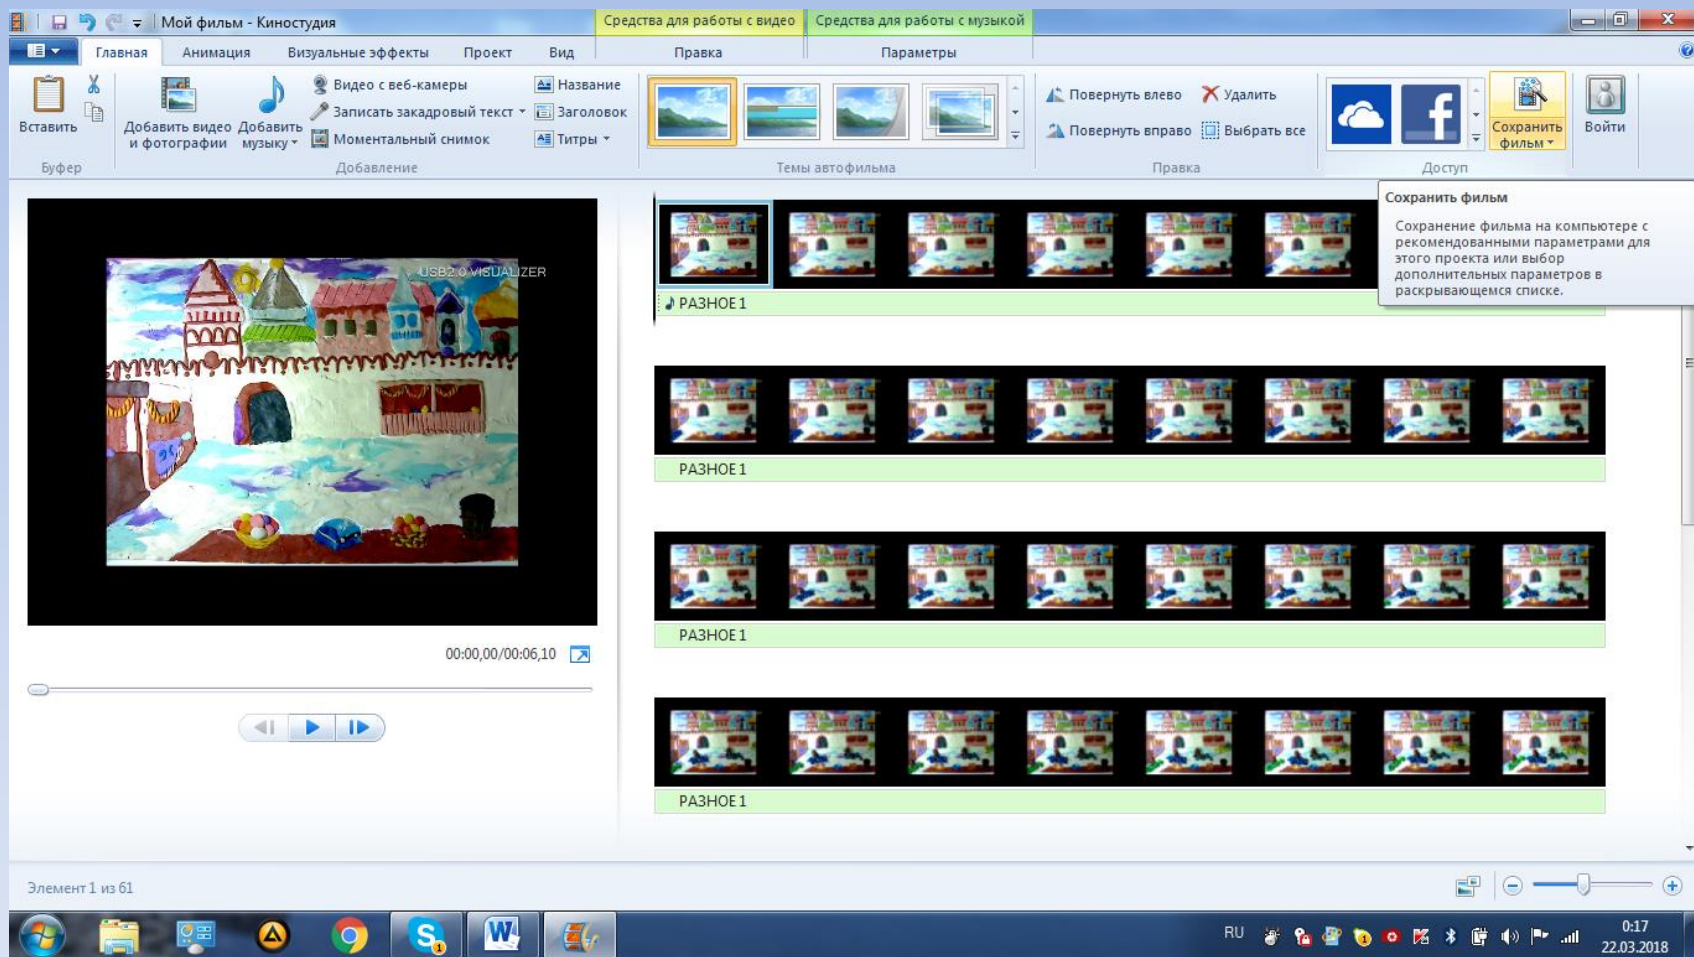 Мой фильм - Киностудия
Средства для работы с видео
Средства для работы с музыкой
Главная
Анимация
Визуальные эффекты
Проект
Вид
Правка
Параметры
Вставить
Буфер
Добавить видео
и фотографии
Добавить
музыку
Видео с веб-камеры
Записать закадровый текст
Моментальный снимок
Название
Заголовок
Титры
Добавление
Темы автофильма
Повернуть влево
Повернуть вправо
Удалить
Выбрать все
Правка
Сохранить
фильм
Доступ
Войти
Сохранить фильм
Сохранение фильма на компьютере с
рекомендованными параметрами для
этого проекта или выбор
дополнительных параметров в
раскрывающемся списке.
USB2.0 VISUALIZER
РАЗНОЕ 1
РАЗНОЕ 1
РАЗНОЕ 1
РАЗНОЕ 1
00:00,00/00:06,10
Элемент 1 из 61
RU
0:17
22.03.2018